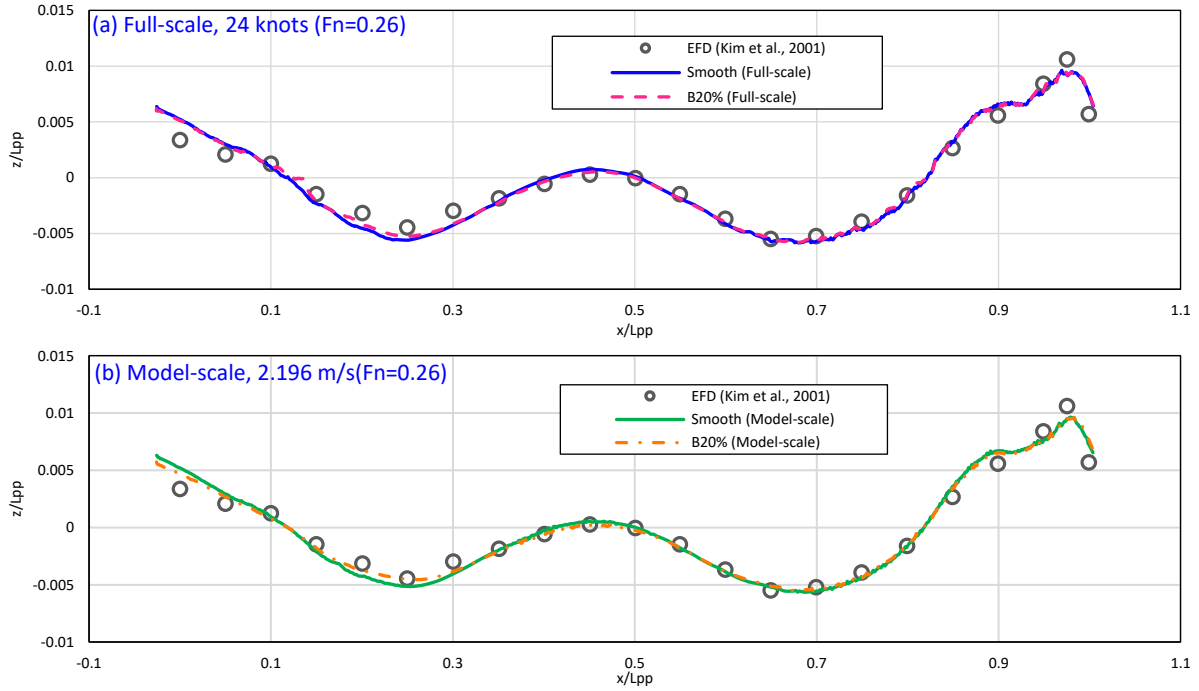 (a) Full-scale, 24 knots (Fn=0.26)
EFD (Kim et al., 2001)
Smooth (Full-scale)
B20% (Full-scale)
0.015
0.01
0.005
0
-0.005
-0.01
z/Lpp
-0.1 0.1 0.3 0.5 0.7 0.9 1.1
x/Lpp
(b) Model-scale, 2.196 m/s(Fn=0.26)
EFD (Kim et al., 2001)
Smooth (Model-scale)
B20% (Model-scale)
0.015
0.01
0.005
0
-0.005
-0.01
z/Lpp
-0.1 0.1 0.3 0.5 0.7 0.9 1.1
x/Lpp